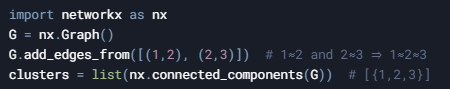 import networkx as nx
G = nx.Graph()
G.add_edges_from([(1,2), (2,3)])  # 1≈2 and 2≈3 ⇒ 1≈2≈3
clusters = list(nx.connected_components(G))  # [{1,2,3}]